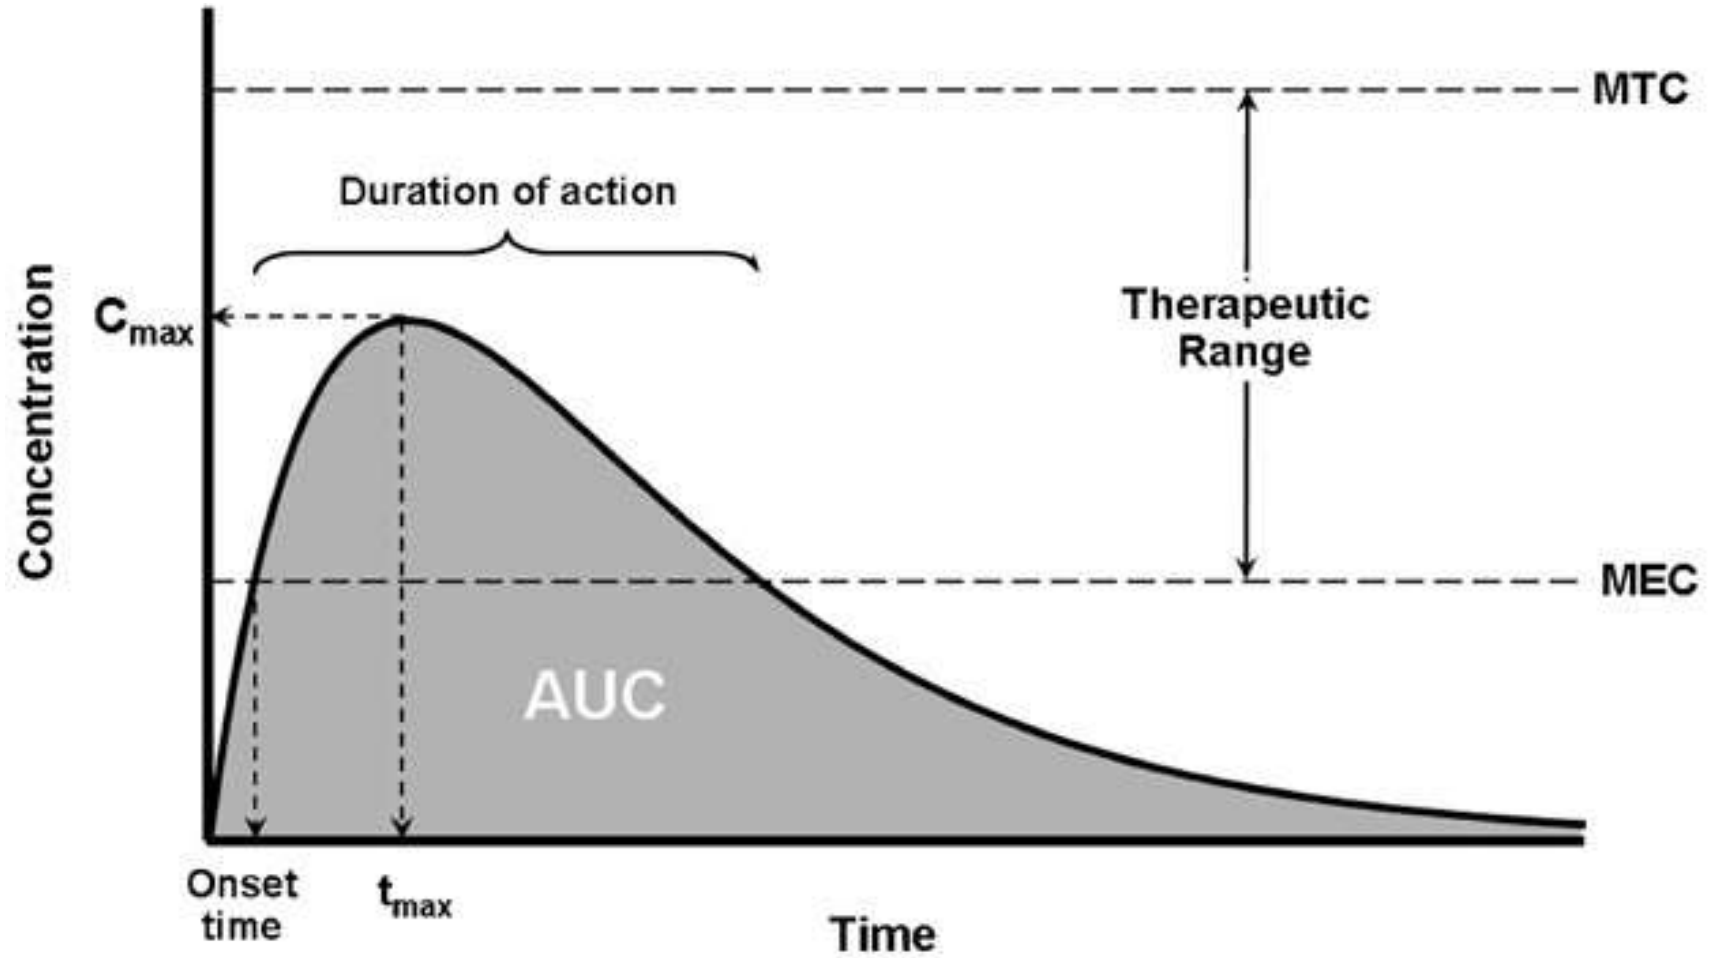 MTC
Duration of action
Concentration
Cmax
Therapeutic
Range
MEC
AUC
Onset
time
tmax
Time